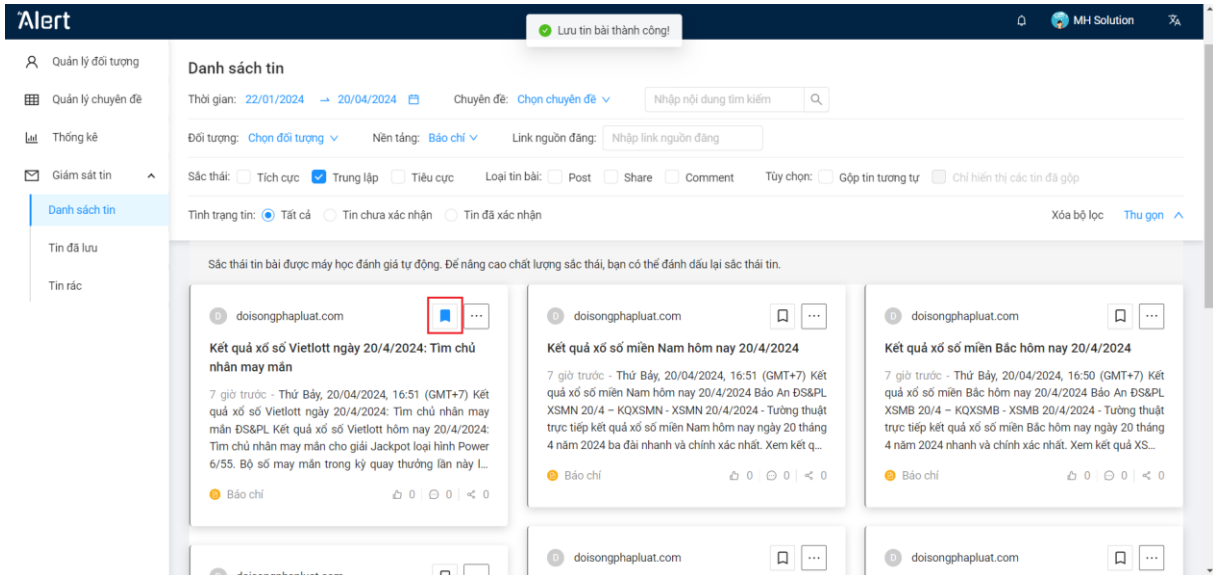 Alert
Lưu tin bài thành công!
MH Solution
Quản lý đối tượng
Quản lý chuyên đề
Thống kê
Giám sát tin
Danh sách tin
Tin đã lưu
Tin rác
Danh sách tin
Thời gian: 22/01/2024 → 20/04/2024 Chuyên đề: Chọn chuyên đề Nhập nội dung tìm kiếm
Đối tượng: Chọn đối tượng Nền tảng: Báo chí Link nguồn đăng: Nhập link nguồn đăng
Sắc thái: Tích cực Trung lập Tiêu cực Loại tin bài: Post Share Comment Tùy chọn: Gộp tin tương tự Chỉ hiển thị các tin đã gộp
Tình trạng tin: Tất cả Tin chưa xác nhận Tin đã xác nhận Xóa bộ lọc Thu gọn
Sắc thái tin bài được máy học đánh giá tự động. Để nâng cao chất lượng sắc thái, bạn có thể đánh dấu lại sắc thái tin.
D doisongphapluat.com
Kết quả xổ số Vietlott ngày 20/4/2024: Tìm chủ
nhân may mắn
7 giờ trước - Thứ Bảy, 20/04/2024, 16:51 (GMT+7) Kết
quả xổ số Vietlott ngày 20/4/2024: Tìm chủ nhân may
mắn ĐS&PL Kết quả xổ số Vietlott hôm nay 20/4/2024:
Tìm chủ nhân may mắn cho giải Jackpot loại hình Power
6/55. Bộ số may mắn trong kỳ quay thưởng lần này l...
Báo chí 0 0 0
D doisongphapluat.com
Kết quả xổ số miền Nam hôm nay 20/4/2024
7 giờ trước - Thứ Bảy, 20/04/2024, 16:51 (GMT+7) Kết
quả xổ số miền Nam hôm nay 20/4/2024 Bảo An ĐS&PL
XSMN 20/4 – KQXSMN - XSMN 20/4/2024 - Tường thuật
trực tiếp kết quả xổ số miền Nam hôm nay ngày 20 tháng
4 năm 2024 ba đài nhanh và chính xác nhất. Xem kết q...
Báo chí 0 0 0
D doisongphapluat.com
Kết quả xổ số miền Bắc hôm nay 20/4/2024
7 giờ trước - Thứ Bảy, 20/04/2024, 16:50 (GMT+7) Kết
quả xổ số miền Bắc hôm nay 20/4/2024 Bảo An ĐS&PL
XSMB 20/4 – KQXSMB - XSMB 20/4/2024 - Tường thuật
trực tiếp kết quả xổ số miền Bắc hôm nay ngày 20 tháng
4 năm 2024 nhanh và chính xác nhất. Xem kết quả XS...
Báo chí 0 0 0
doisongphapluat.com
D doisongphapluat.com
D doisongphapluat.com